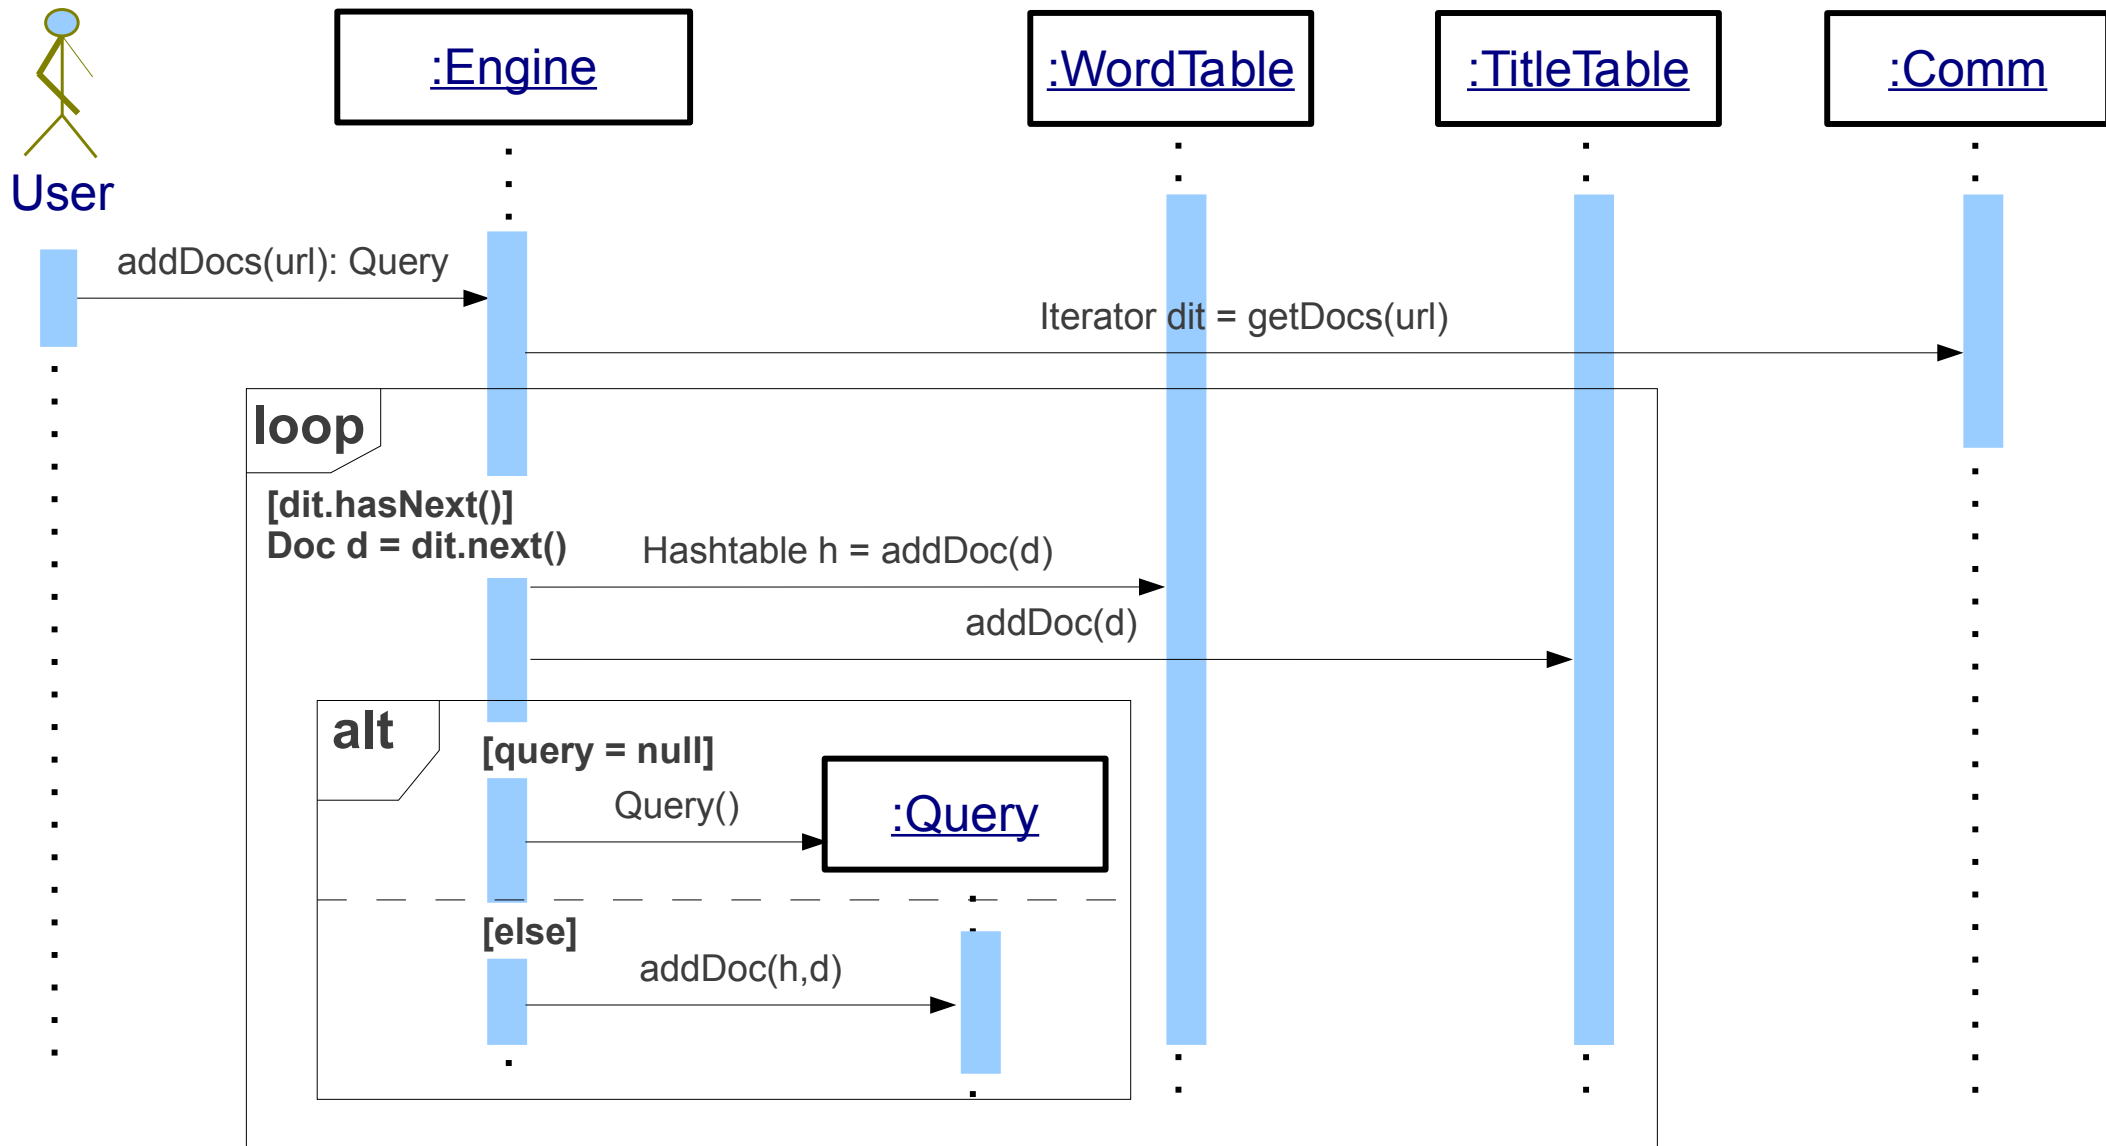 :Engine
:WordTable
:TitleTable
:Comm
User
addDocs(url): Query
Iterator dit = getDocs(url)
loop
[dit.hasNext()]
Doc d = dit.next()
Hashtable h = addDoc(d)
addDoc(d)
alt
[query = null]
Query()
:Query
[else]
addDoc(h,d)